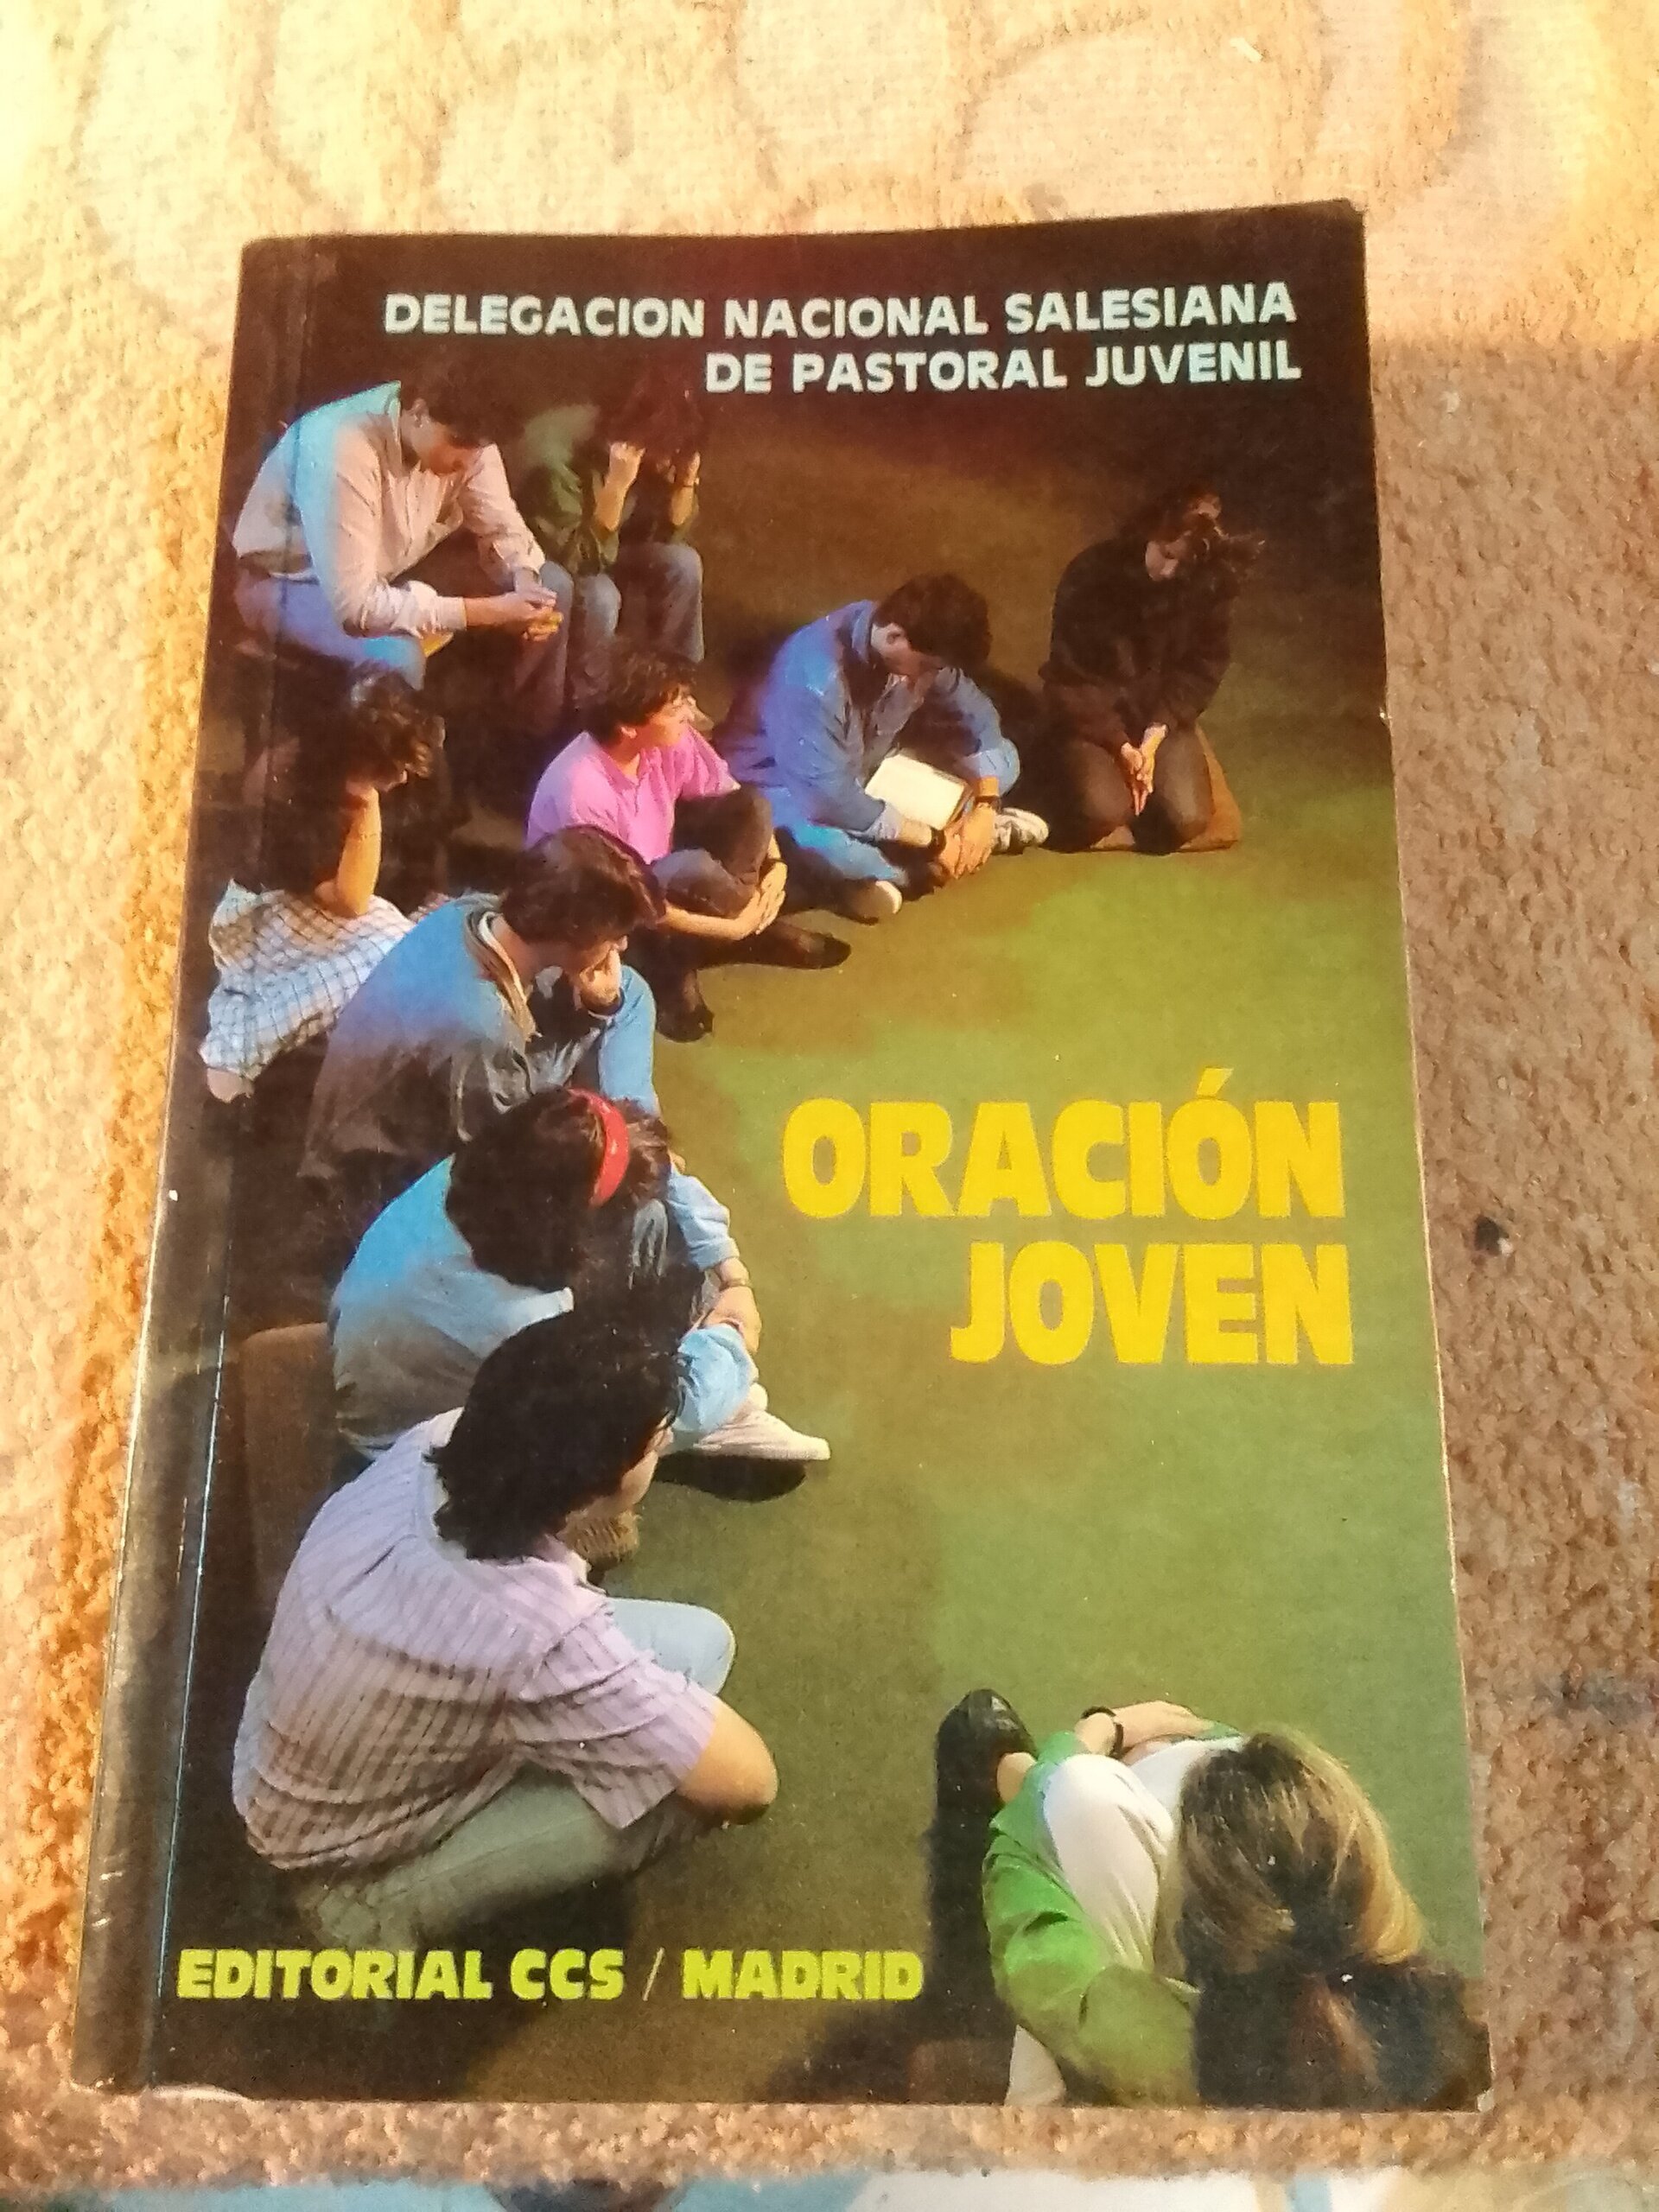 DELEGACION NACIONAL SALESIANA
DE PASTORAL JUVENIL
ORACIÓN
JOVEN
EDITORIAL CCS / MADRID